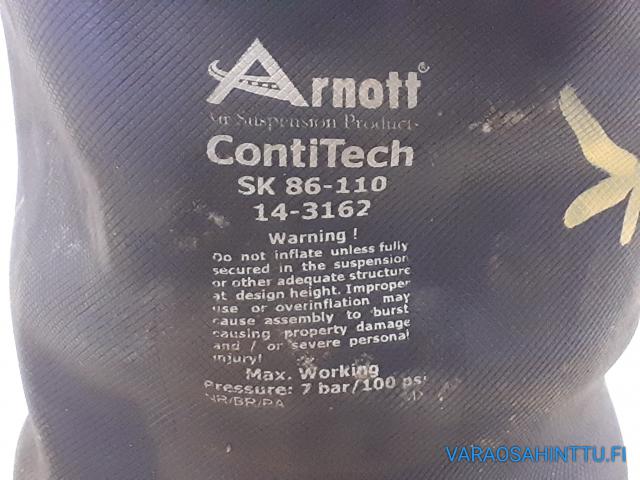 Arnott®
Air Suspension Products
ContiTech
SK 86-110
14-3162
Warning !
Do not inflate unless fully
secured in the suspension
or other adequate structure
at design height. Improper
use or overinflation may
cause assembly to burst
causing property damage
and / or severe personal
injury!
Max. Working
Pressure: 7 bar/100 psi
NR/BR/PA
VARAOSAHINTTU.FI